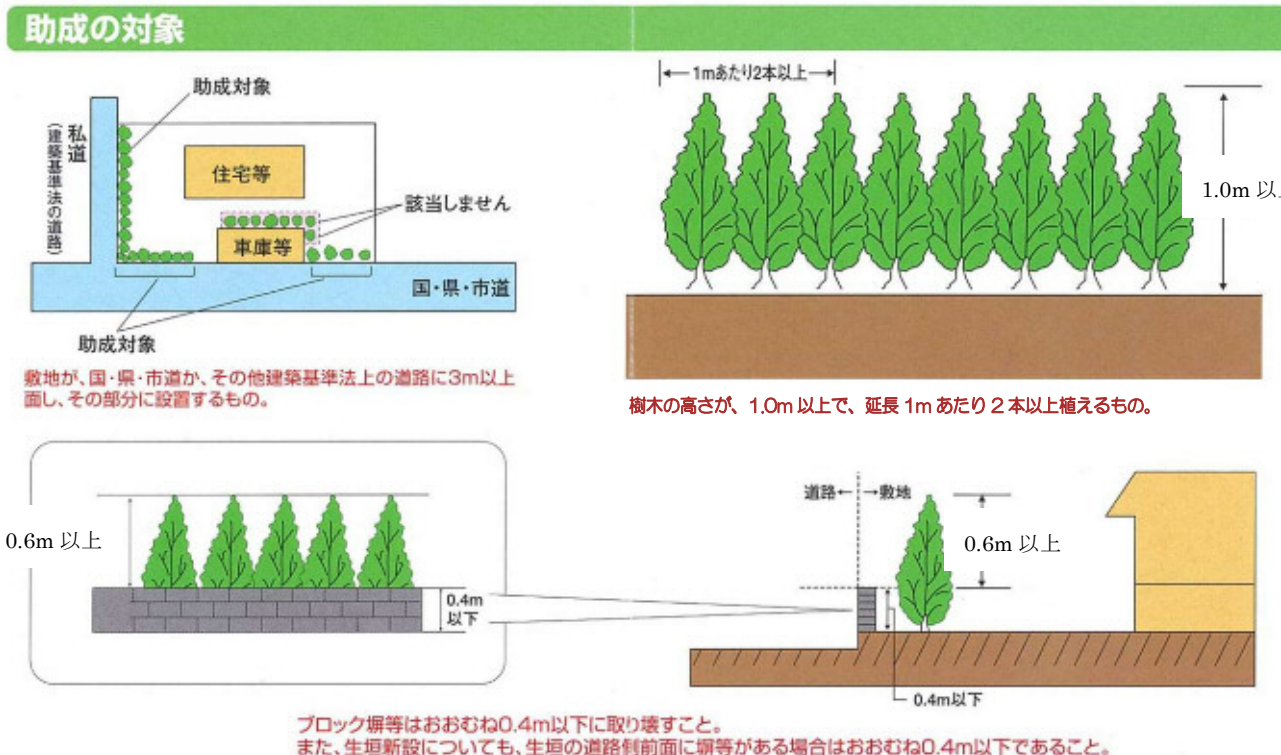 助成の対象
助成対象
私道
(建築基準法の道路)
住宅等
該当しません
車庫等
国・県・市道
助成対象
敷地が、国・県・市道か、その他建築基準法上の道路に3m以上
面し、その部分に設置するもの。
1mあたり2本以上
1.0m 以上
樹木の高さが、1.0m 以上で、延長 1m あたり 2 本以上植えるもの。
0.6m 以上
0.4m
以下
道路 敷地
0.6m 以上
0.4m以下
ブロック塀等はおおむね0.4m以下に取り壊すこと。
また、生垣新設についても、生垣の道路側前面に塀等がある場合はおおむね0.4m以下であること。